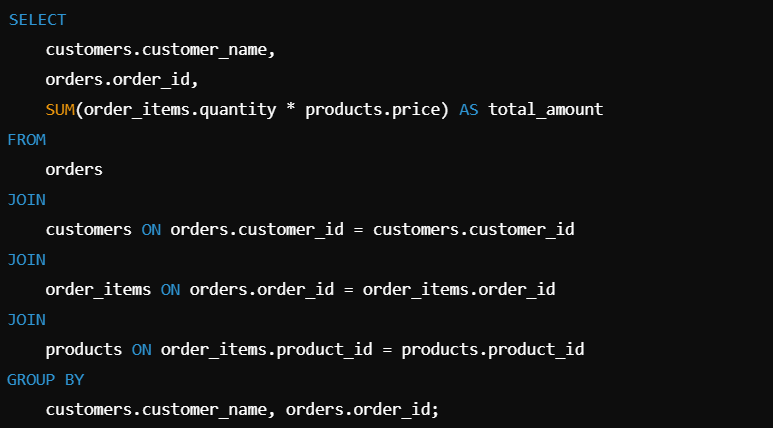 SELECT
customers.customer_name,
orders.order_id,
SUM(order_items.quantity * products.price) AS total_amount
FROM
orders
JOIN
customers ON orders.customer_id = customers.customer_id
JOIN
order_items ON orders.order_id = order_items.order_id
JOIN
products ON order_items.product_id = products.product_id
GROUP BY
customers.customer_name, orders.order_id;